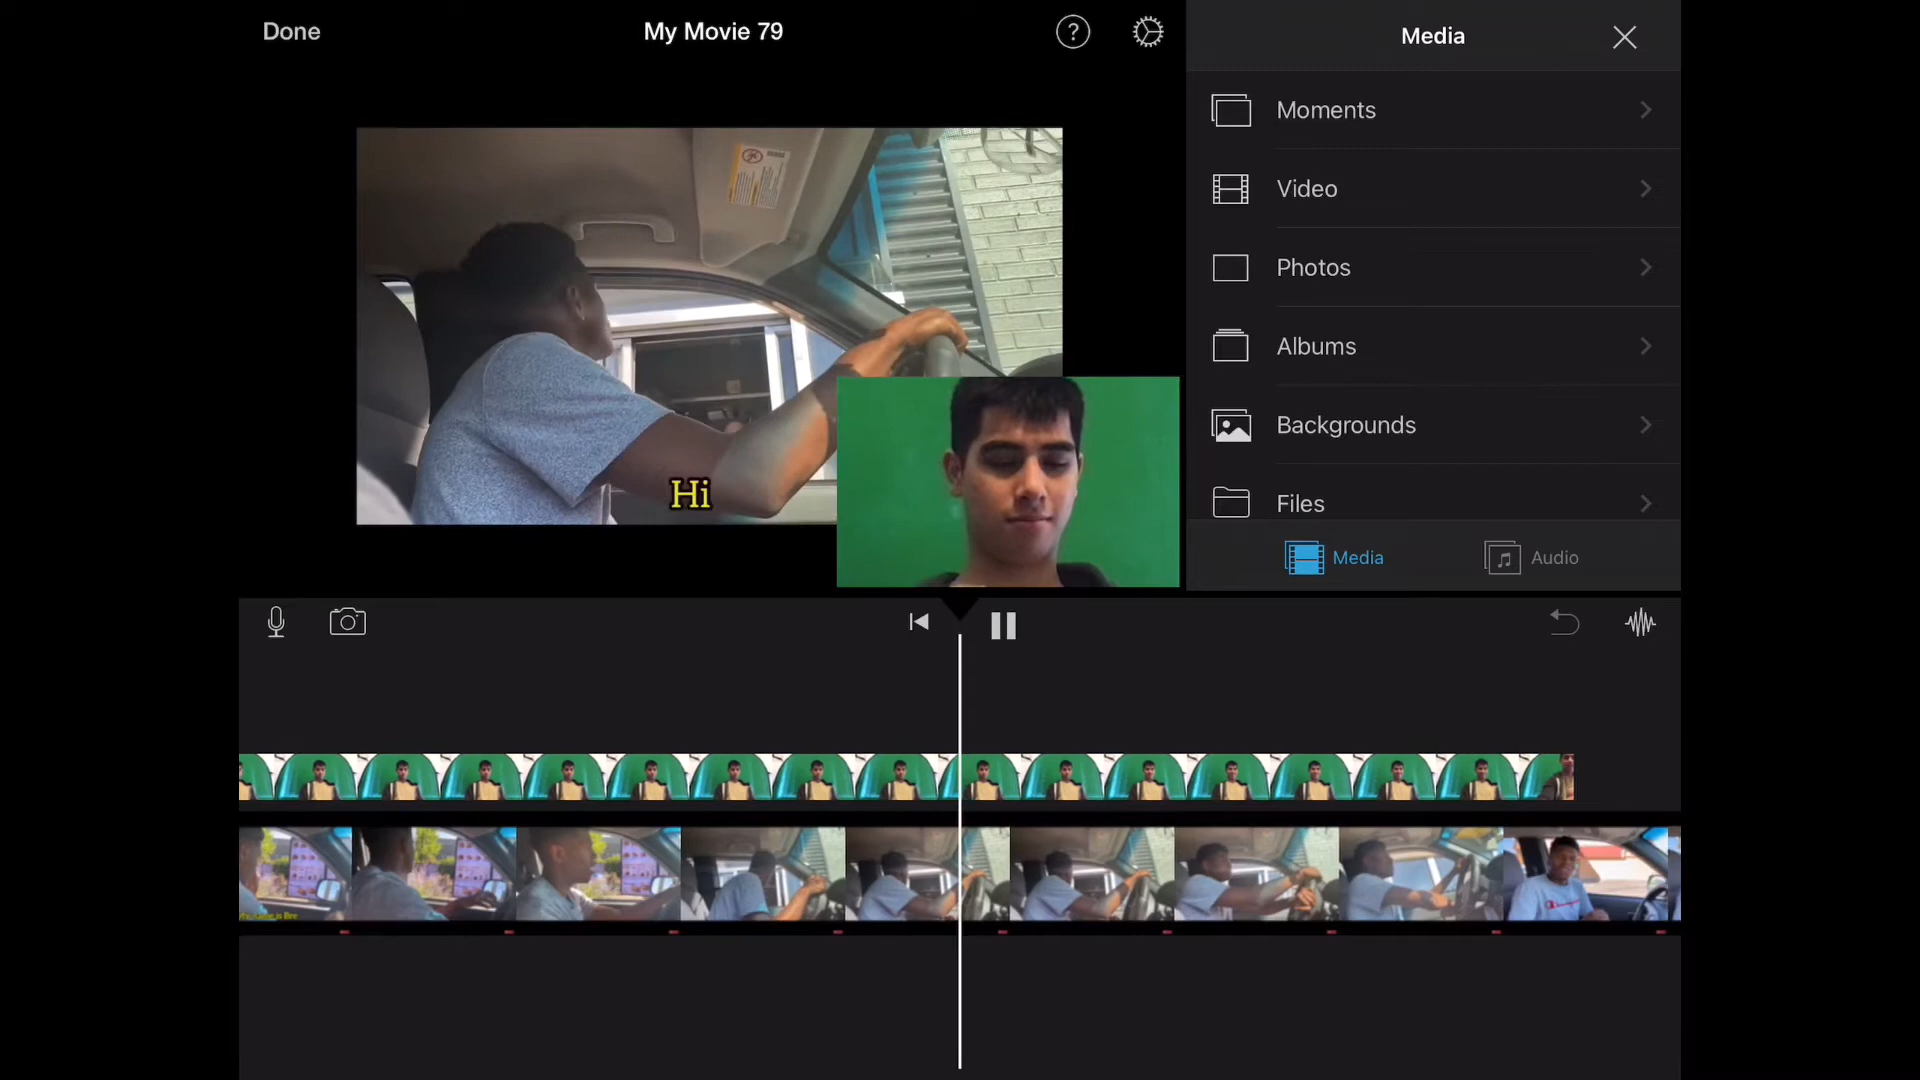 Done
My Movie 79
?
Media
Moments
Video
Photos
Albums
Backgrounds
Files
Hi
Media
Audio